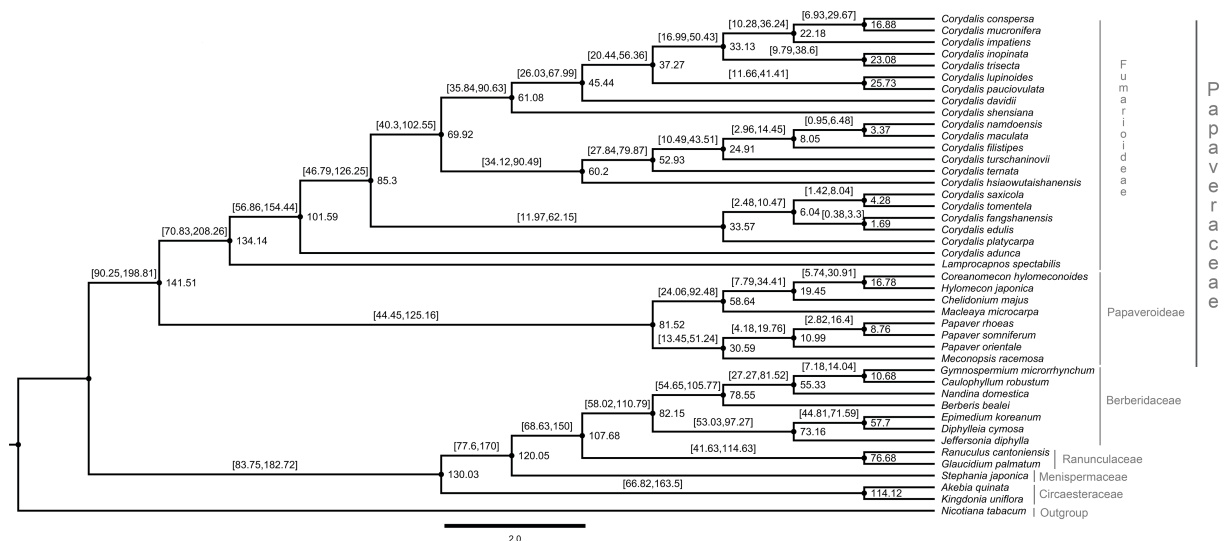 [6.93,29.67]
Corydalis conspersa
16.88
[10.28,36.24]
Corydalis mucronifera
22.18
[16.99,50.43]
Corydalis impatiens
33.13
[9.79,38.6]
Corydalis inopinata
23.08
[20.44,56.36]
Corydalis trisecta
37.27
[11.66,41.41]
Corydalis lupinoides
25.73
[26.03,67.99]
Corydalis pauciovulata
45.44
Corydalis davidii
[35.84,90.63]
61.08
Corydalis shensiana
[40.3,102.55]
69.92
[0.95,6.48]
Corydalis namdoensis
3.37
[2.96,14.45]
Corydalis maculata
8.05
[10.49,43.51]
Corydalis filistipes
24.91
[27.84,79.87]
Corydalis turschaninovii
52.93
[34.12,90.49]
Corydalis ternata
60.2
Corydalis hsiaowutaishanensis
[46.79,126.25]
85.3
[1.42,8.04]
Corydalis saxicola
4.28
[2.48,10.47]
Corydalis tomentela
6.04
[0.38,3.3]
Corydalis fangshanensis
1.69
[11.97,62.15]
Corydalis edulis
33.57
Corydalis platycarpa
[56.86,154.44]
101.59
Corydalis adunca
[70.83,208.26]
134.14
Lamprocapnos spectabilis
Fumarioideae
[90.25,198.81]
141.51
[5.74,30.91]
Coreanomecon hylomeconoides
16.78
[7.79,34.41]
Hylomecon japonica
19.45
[24.06,92.48]
Chelidonium majus
58.64
[44.45,125.16]
Macleaya microcarpa
81.52
[2.82,16.4]
Papaver rhoeas
8.76
[4.18,19.76]
Papaver somniferum
10.99
[13.45,51.24]
Papaver orientale
30.59
Meconopsis racemosa
Papaveroideae
Papaveraceae
[7.18,14.04]
Gymnospermium microrrhynchum
10.68
[27.27,81.52]
Caulophyllum robustum
55.33
[54.65,105.77]
Nandina domestica
78.55
Berberis bealei
[58.02,110.79]
82.15
[44.81,71.59]
Epimedium koreanum
57.7
[53.03,97.27]
Diphylleia cymosa
73.16
Jeffersonia diphylla
Berberidaceae
[68.63,150]
107.68
[41.63,114.63]
Ranuculus cantoniensis
76.68
Glaucidium palmatum
Ranunculaceae
[77.6,170]
120.05
Stephania japonica
Menispermaceae
[83.75,182.72]
130.03
[66.82,163.5]
Akebia quinata
114.12
Kingdonia uniflora
Circaesteraceae
Nicotiana tabacum
Outgroup
2.0